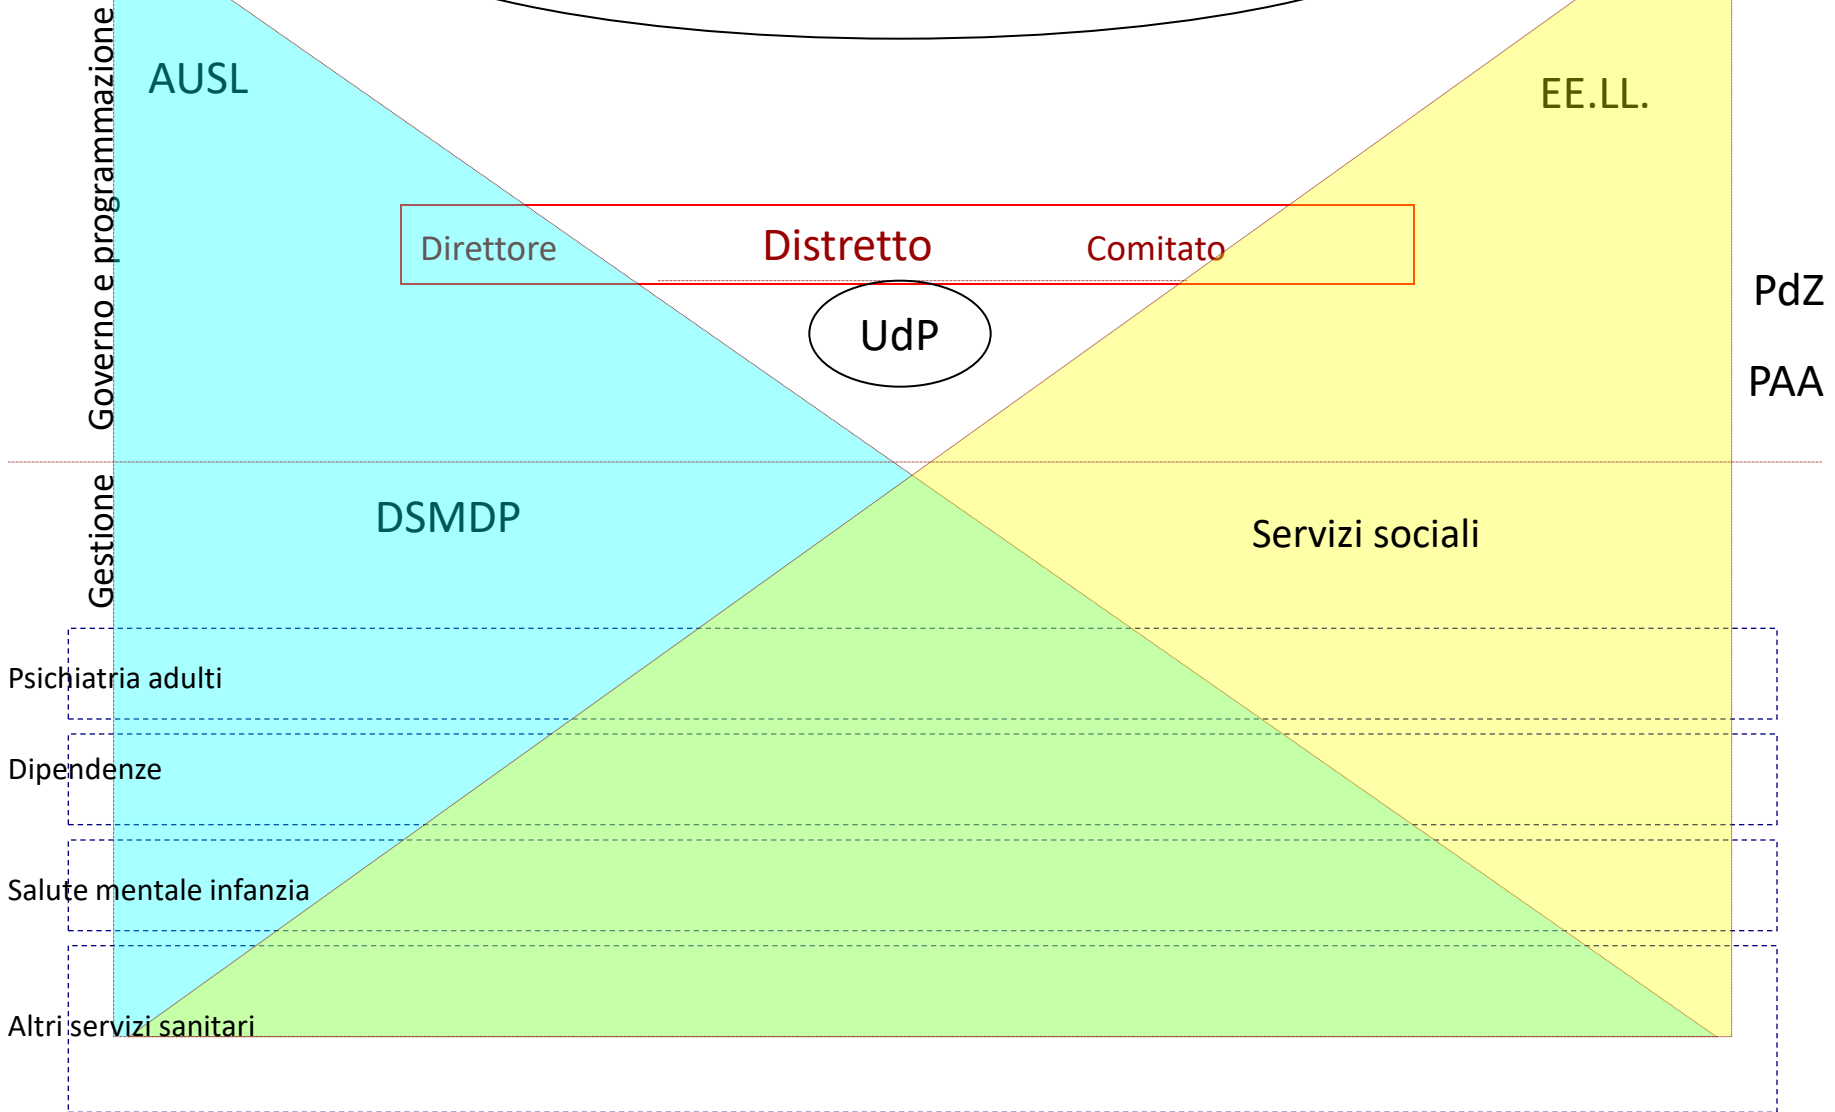 Governo e programmazione
AUSL
EE.LL.
Direttore
Distretto
Comitato
PdZ
UdP
PAA
Gestione
DSMDP
Servizi sociali
Psichiatria adulti
Dipendenze
Salute mentale infanzia
Altri servizi sanitari